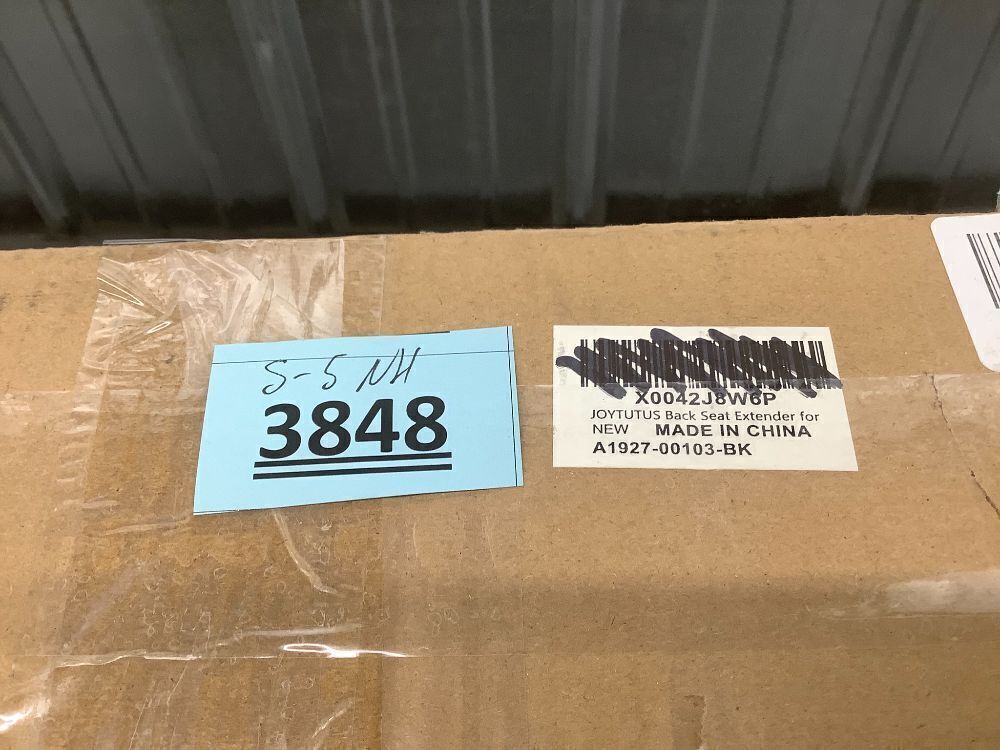 S-5 NH
3848
X0042J8W6P
JOYTUTUS Back Seat Extender for
NEW MADE IN CHINA
A1927-00103-BK